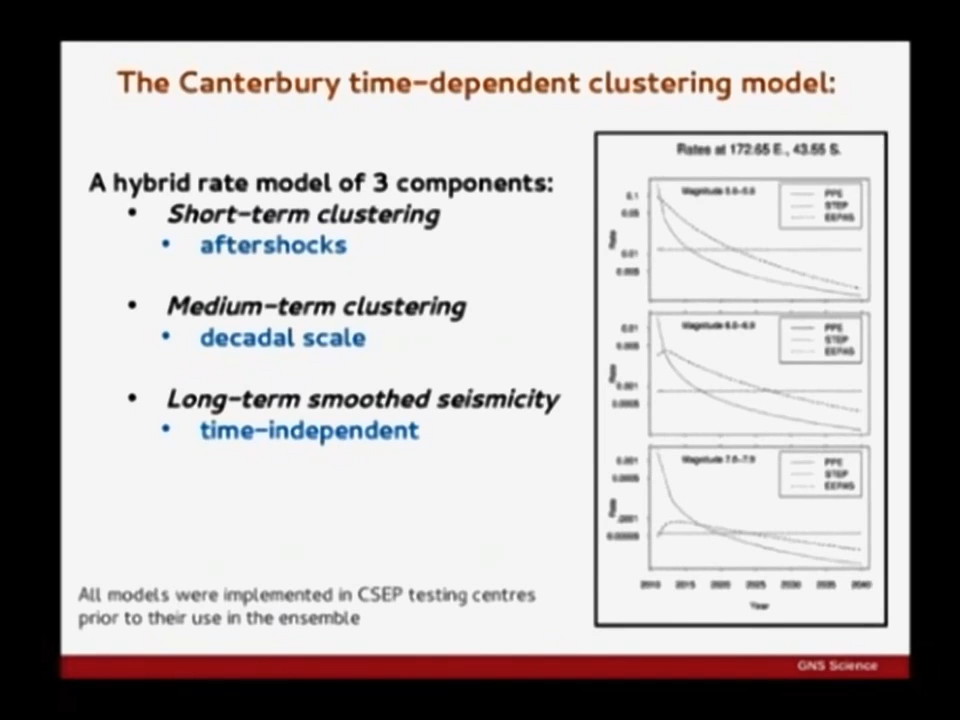 The Canterbury time-dependent clustering model:
A hybrid rate model of 3 components:
• Short-term clustering
• aftershocks
• Medium-term clustering
• decadal scale
• Long-term smoothed seismicity
• time-independent
All models were implemented in CSEP testing centres
prior to their use in the ensemble
Rates at 172.65 E., 43.55 S.
Magnitude 5.0-5.9
PPE
STEP
EEPAS
0.1
0.05
0.01
0.005
Rate
Magnitude 6.0-6.9
PPE
STEP
EEPAS
0.01
0.005
0.001
0.0005
Rate
Magnitude
PPE
STEP
EEPAS
0.001
0.0005
.0001
0.00005
Rate
2010 2015 2020 2025 2030 2035 2040
Year
GNS Science